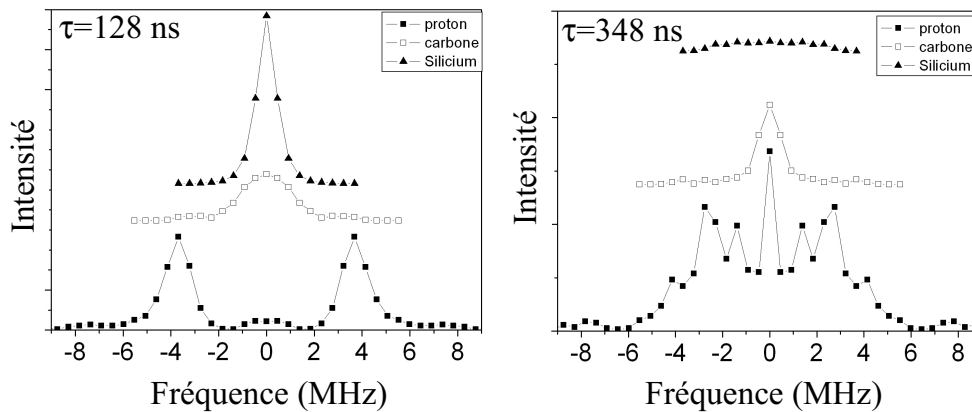 τ=128 ns
proton
carbone
Silicium
Intensité
-8 -6 -4 -2 0 2 4 6 8
Fréquence (MHz)
τ=348 ns
proton
carbone
Silicium
Intensité
-8 -6 -4 -2 0 2 4 6 8
Fréquence (MHz)